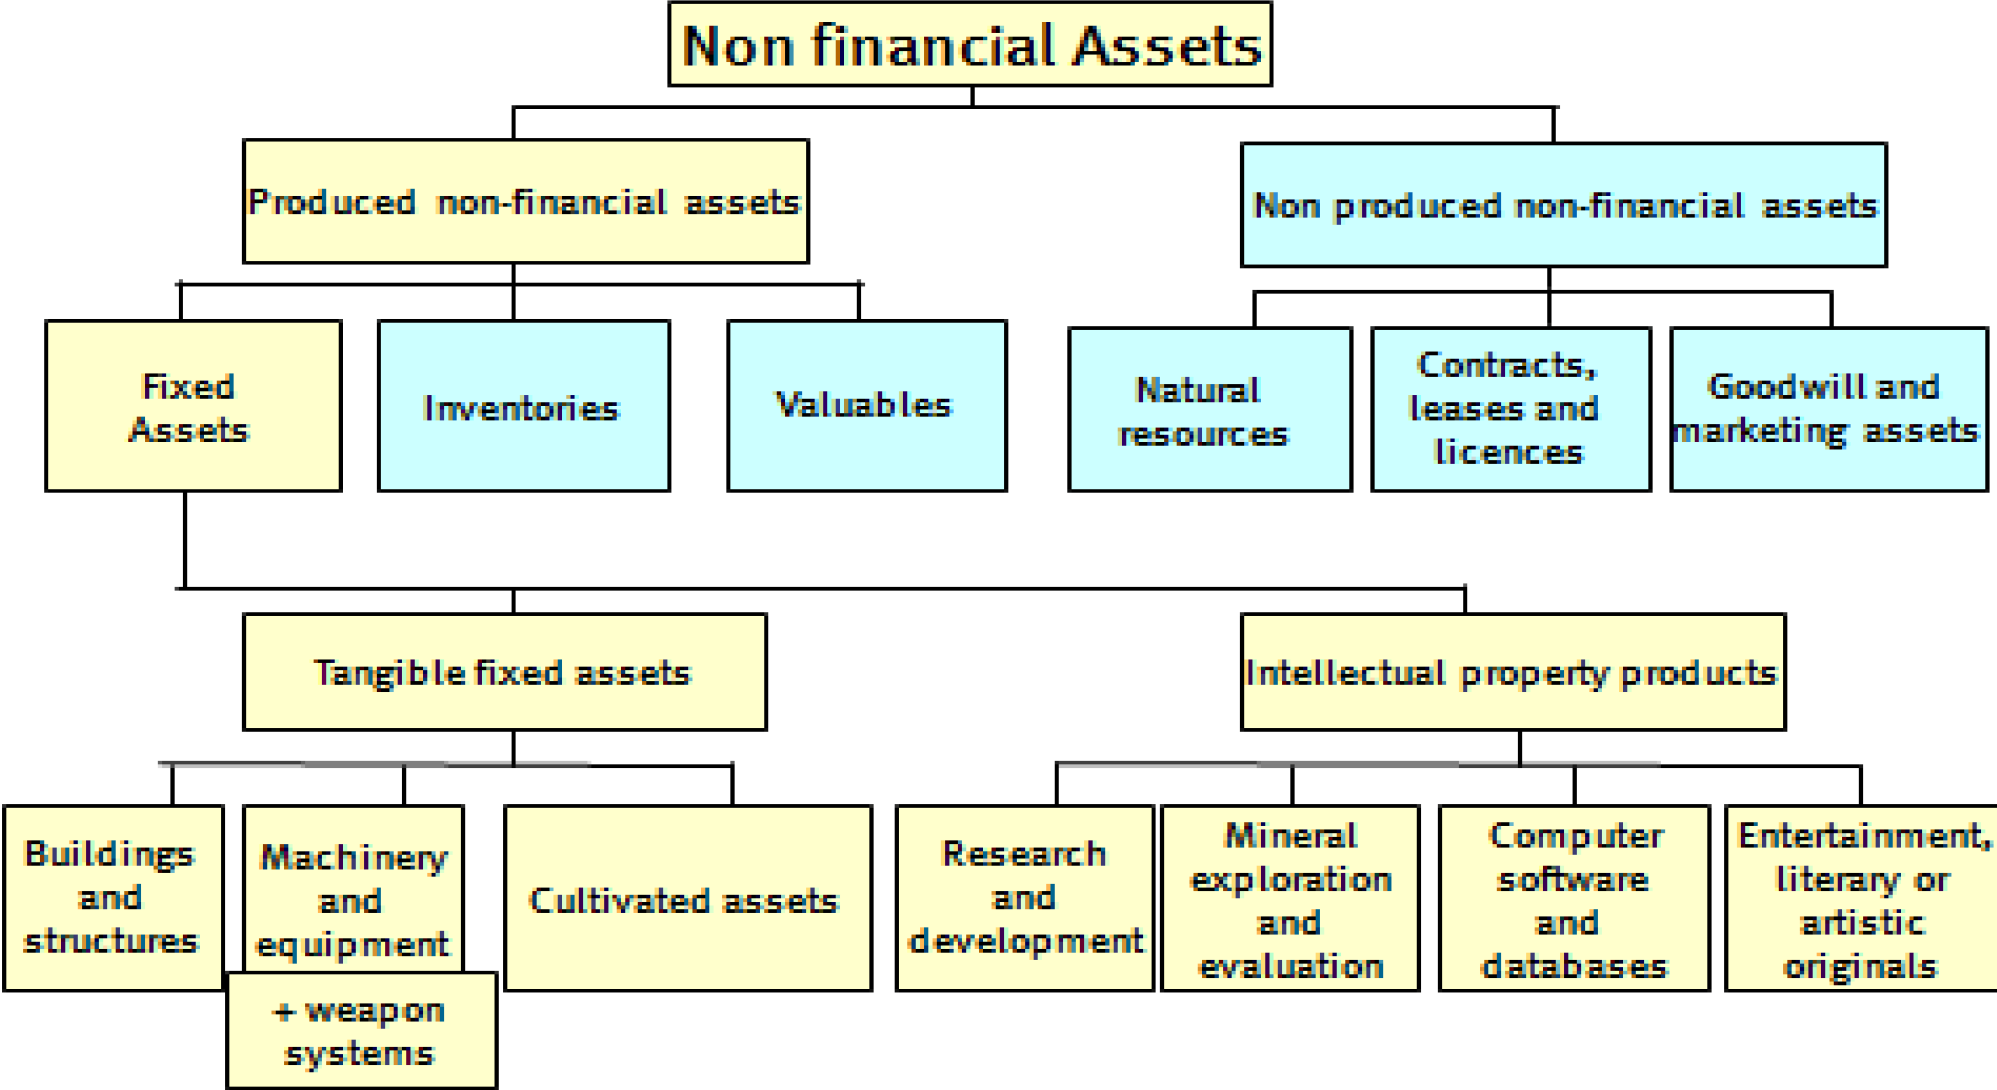 Non financial Assets
Produced non-financial assets
Non produced non-financial assets
Fixed
Assets
Inventories
Valuables
Natural
resources
Contracts,
leases and
licences
Goodwill and
marketing assets
Tangible fixed assets
Intellectual property products
Buildings
and
structures
Machinery
and
equipment
+ weapon
systems
Cultivated assets
Research
and
development
Mineral
exploration
and
evaluation
Computer
software
and
databases
Entertainment,
literary or
artistic
originals